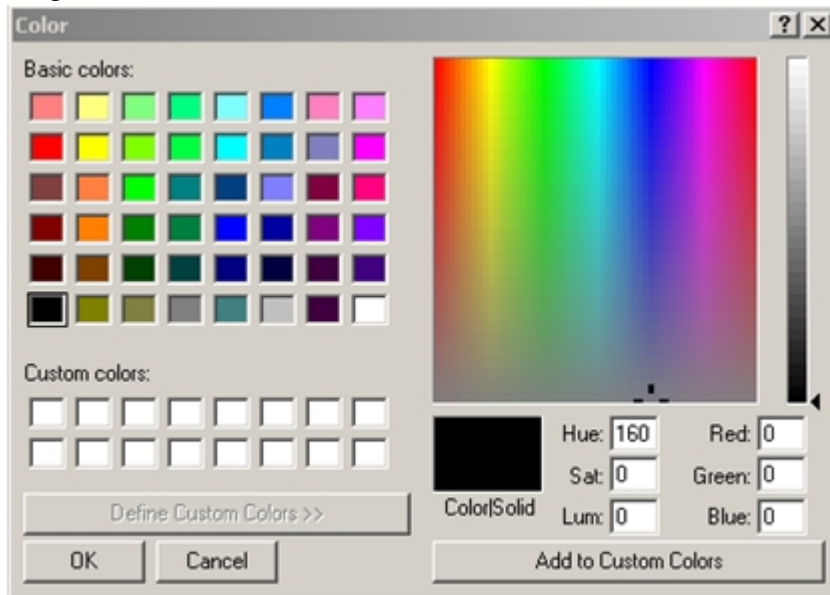 Color
Basic colors:
Custom colors:
Define Custom Colors >>
OK Cancel
Hue: 160 Red: 0
Sat: 0 Green: 0
Color|Solid Lum: 0 Blue: 0
Add to Custom Colors